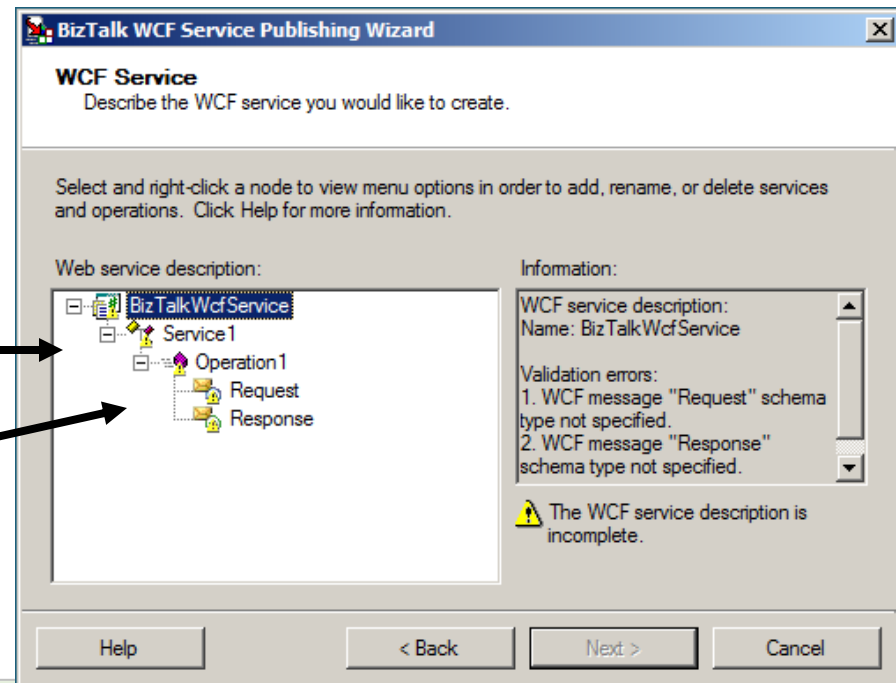 BizTalk WCF Service Publishing Wizard
WCF Service
Describe the WCF service you would like to create.
Select and right-click a node to view menu options in order to add, rename, or delete services
and operations. Click Help for more information.
Web service description:
BizTalkWcfService
Service1
Operation1
Request
Response
Information:
WCF service description:
Name: BizTalkWcfService
Validation errors:
1. WCF message "Request" schema
type not specified.
2. WCF message "Response"
schema type not specified.
The WCF service description is
incomplete.
Help
< Back
Next >
Cancel